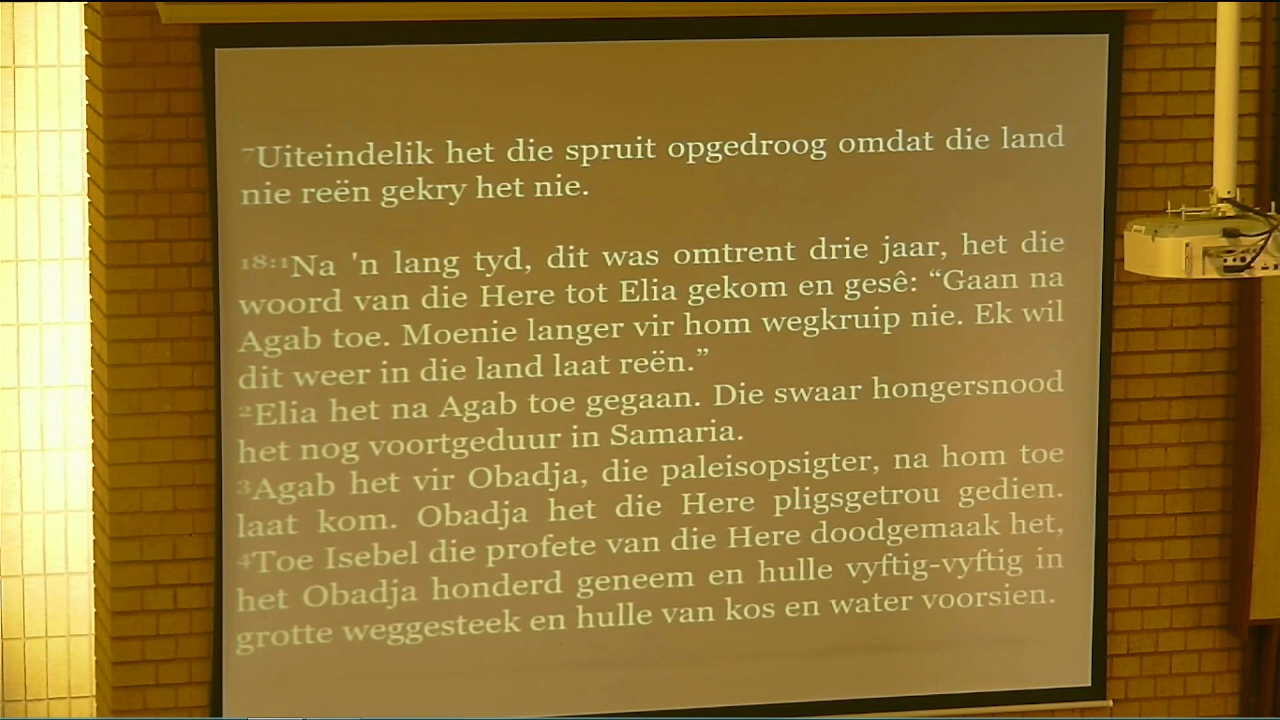 ⁷Uiteindelik het die spruit opgedroog omdat die land
nie reën gekry het nie.
¹⁸:¹Na 'n lang tyd, dit was omtrent drie jaar, het die
woord van die Here tot Elia gekom en gesê: “Gaan na
Agab toe. Moenie langer vir hom wegkruip nie. Ek wil
dit weer in die land laat reën.”
²Elia het na Agab toe gegaan. Die swaar hongersnood
het nog voortgeduur in Samaria.
³Agab het vir Obadja, die paleisopsigter, na hom toe
laat kom. Obadja het die Here pligsgetrou gedien.
⁴Toe Isebel die profete van die Here doodgemaak het,
het Obadja honderd geneem en hulle vyftig-vyftig in
grotte weggesteek en hulle van kos en water voorsien.